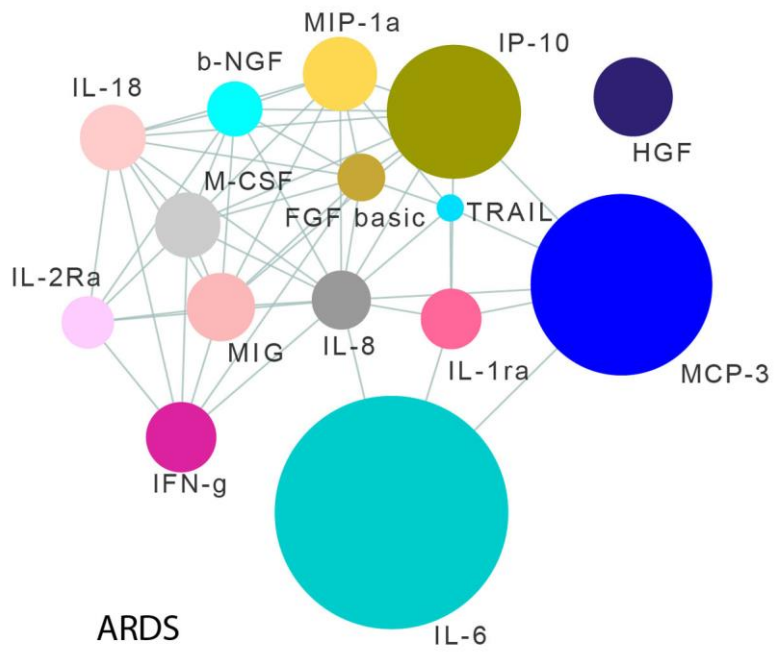 MIP-1a
IP-10
b-NGF
IL-18
HGF
M-CSF
FGF basic
TRAIL
IL-2Ra
MIG
IL-8
IL-1ra
MCP-3
IFN-g
ARDS
IL-6